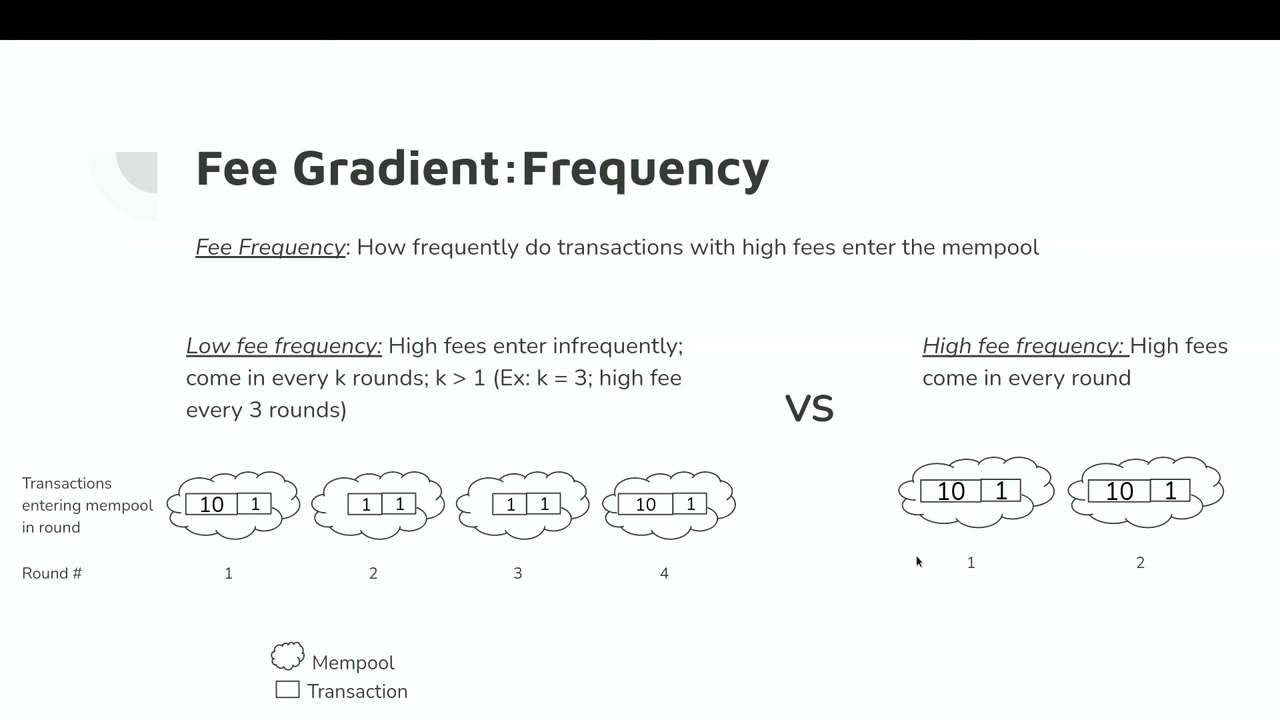 Fee Gradient:Frequency
Fee Frequency: How frequently do transactions with high fees enter the mempool
Low fee frequency: High fees enter infrequently;
come in every k rounds; k > 1 (Ex: k = 3; high fee
every 3 rounds)
VS
High fee frequency: High fees
come in every round
Transactions
entering mempool
in round
10 1
1 1
1 1
10 1
10 1
10 1
Round #
1
2
3
4
1
2
Mempool
Transaction